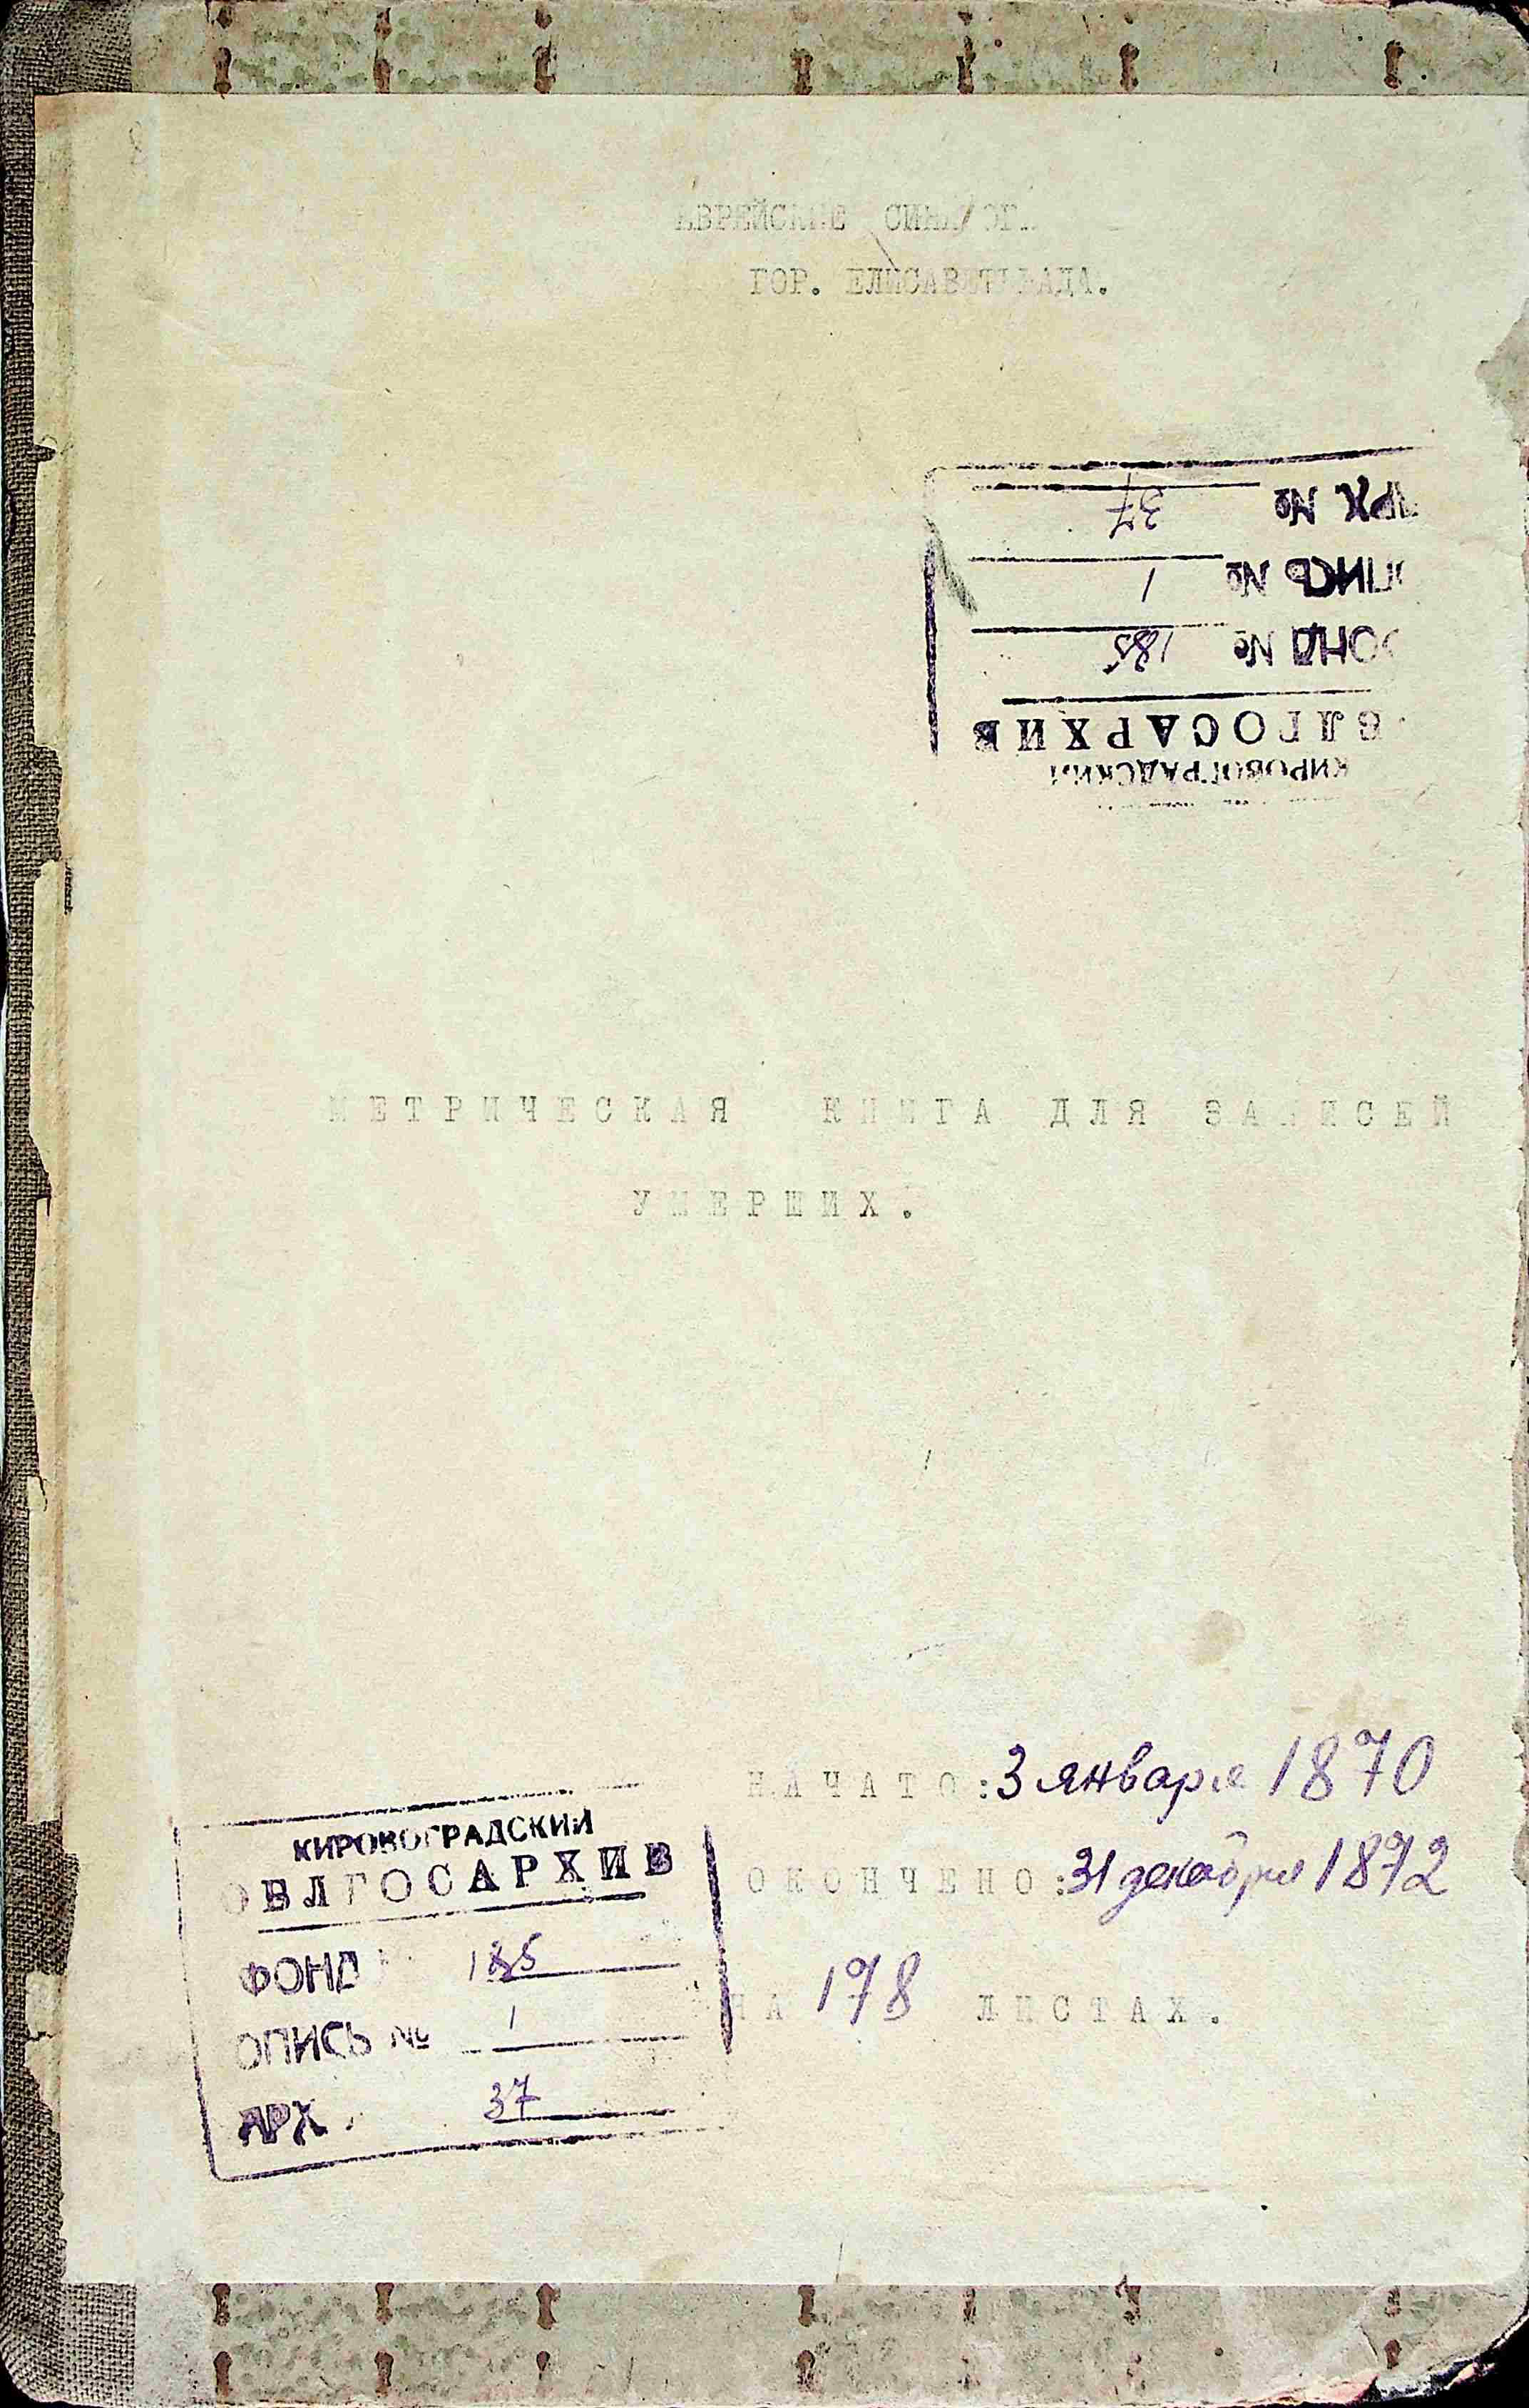 ЕВРЕЙСКИЕ СИНАГОГИ
ГОР. ЕЛИСАВЕТГРАДА.
АРХ. № 37
ОПИСЬ № 1
ФОНД № 185
ОБЛГОСАРХИВ
КИРОВОГРАДСКИЙ
МЕТРИЧЕСКАЯ КНИГА ДЛЯ ЗАПИСЕЙ
УМЕРШИХ.
НАЧАТО: 3 января 1870
ОКОНЧЕНО: 31 декабря 1872
НА 178 ЛИСТАХ.
КИРОВОГРАДСКИЙ
ОБЛГОСАРХИВ
ФОНД 185
ОПИСЬ № 1
АРХ. 37